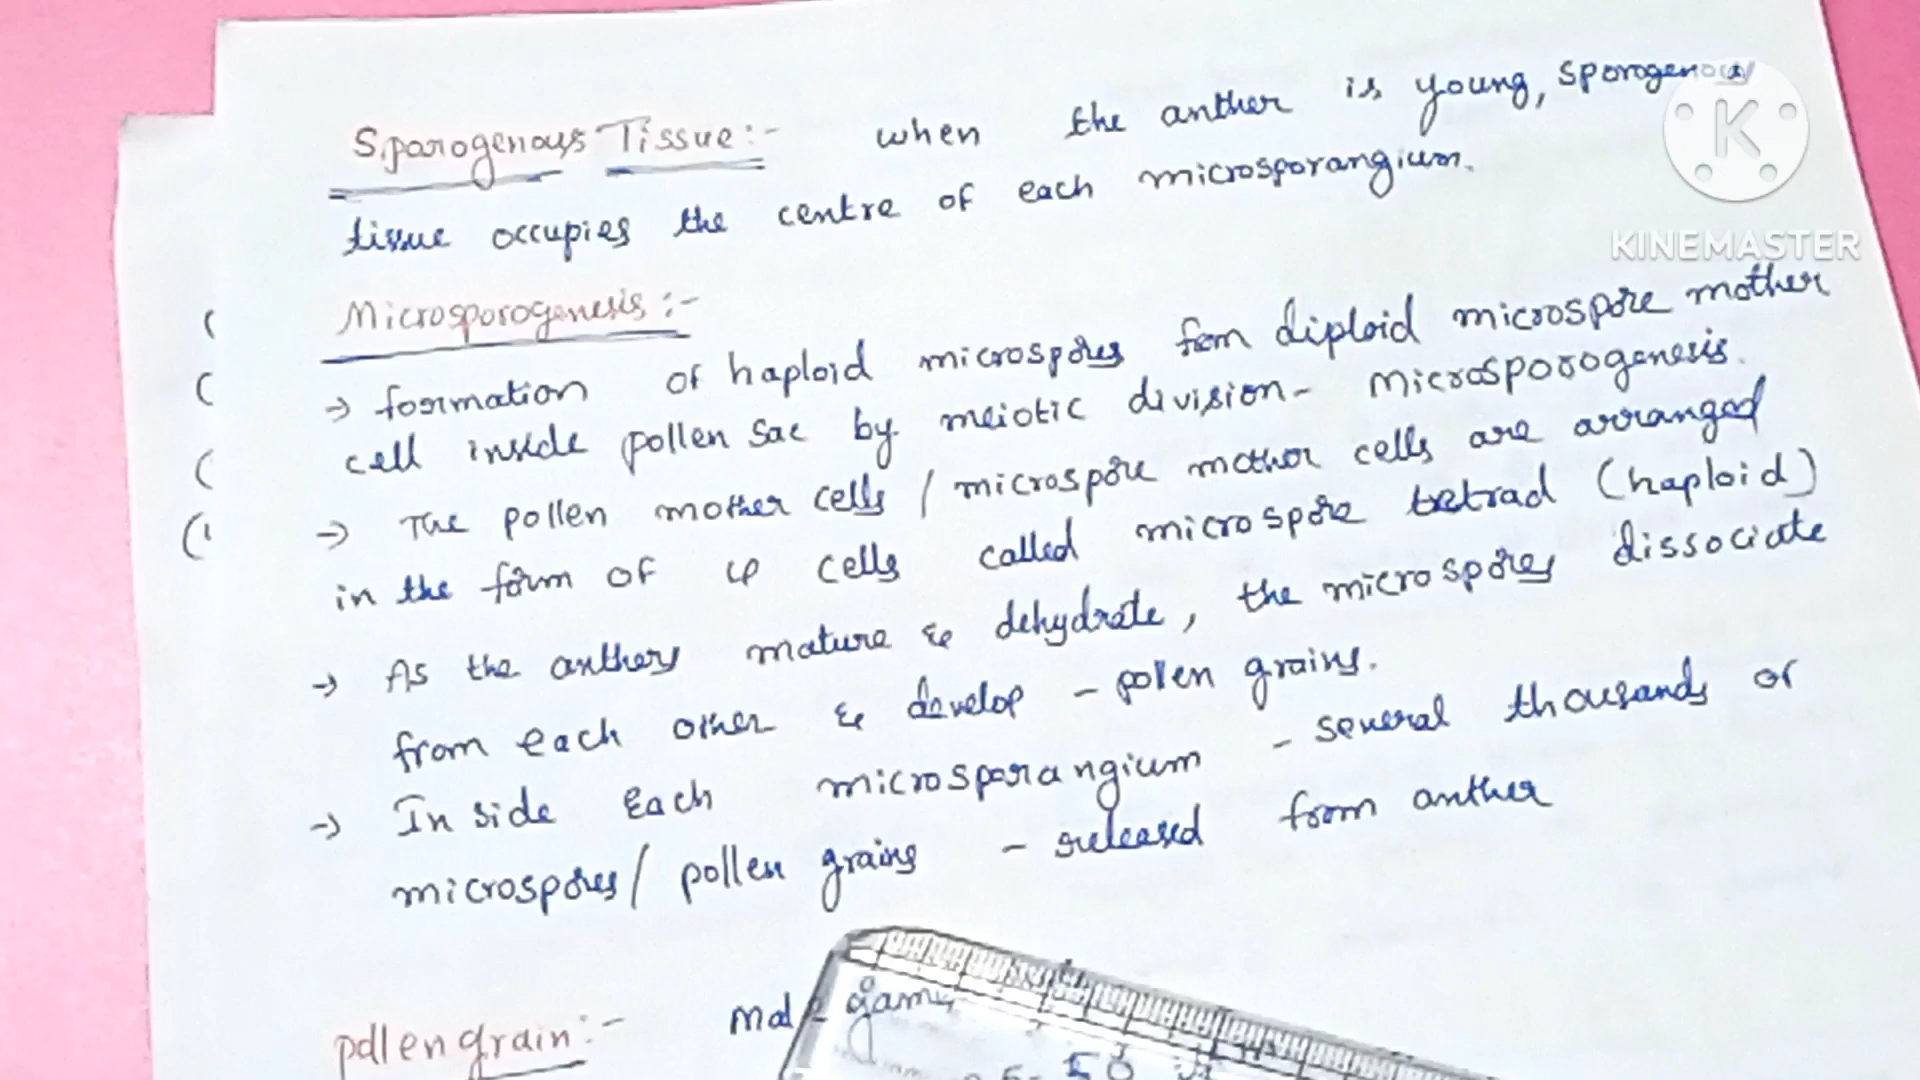 Sporogenous Tissue:- when the anther is young, sporogenous
tissue occupies the centre of each microsporangium.
Microsporogenesis:-
→ formation of haploid microspores from diploid microspore mother
cell inside pollen sac by meiotic division - Microsporogenesis.
→ The pollen mother cells / microspore mother cells are arranged
in the form of 4 cells called microspore tetrad (haploid)
→ As the anthers mature & dehydrate, the microspores dissociate
from each other & develop - pollen grains.
→ Inside Each microsporangium - several thousands of
microspores / pollen grains - released from anther
pollen grain:- male
K
KINEMASTER